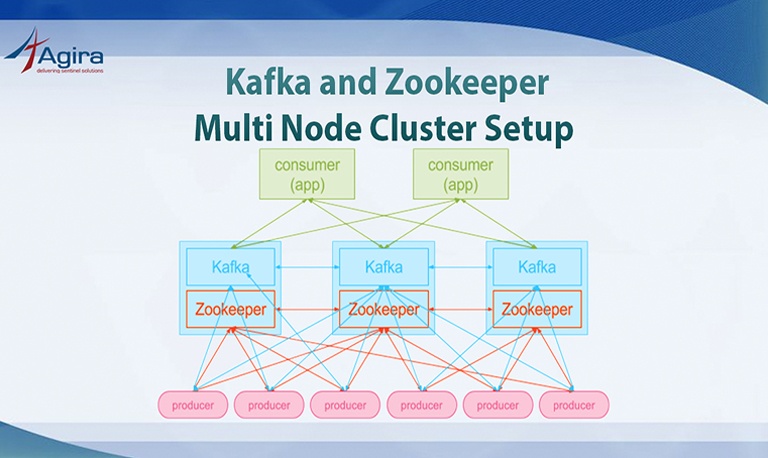 Agira
delivering sentinel solutions
Kafka and Zookeeper
Multi Node Cluster Setup
consumer
(app)
consumer
(app)
Kafka
Kafka
Kafka
Zookeeper
Zookeeper
Zookeeper
producer
producer
producer
producer
producer
producer